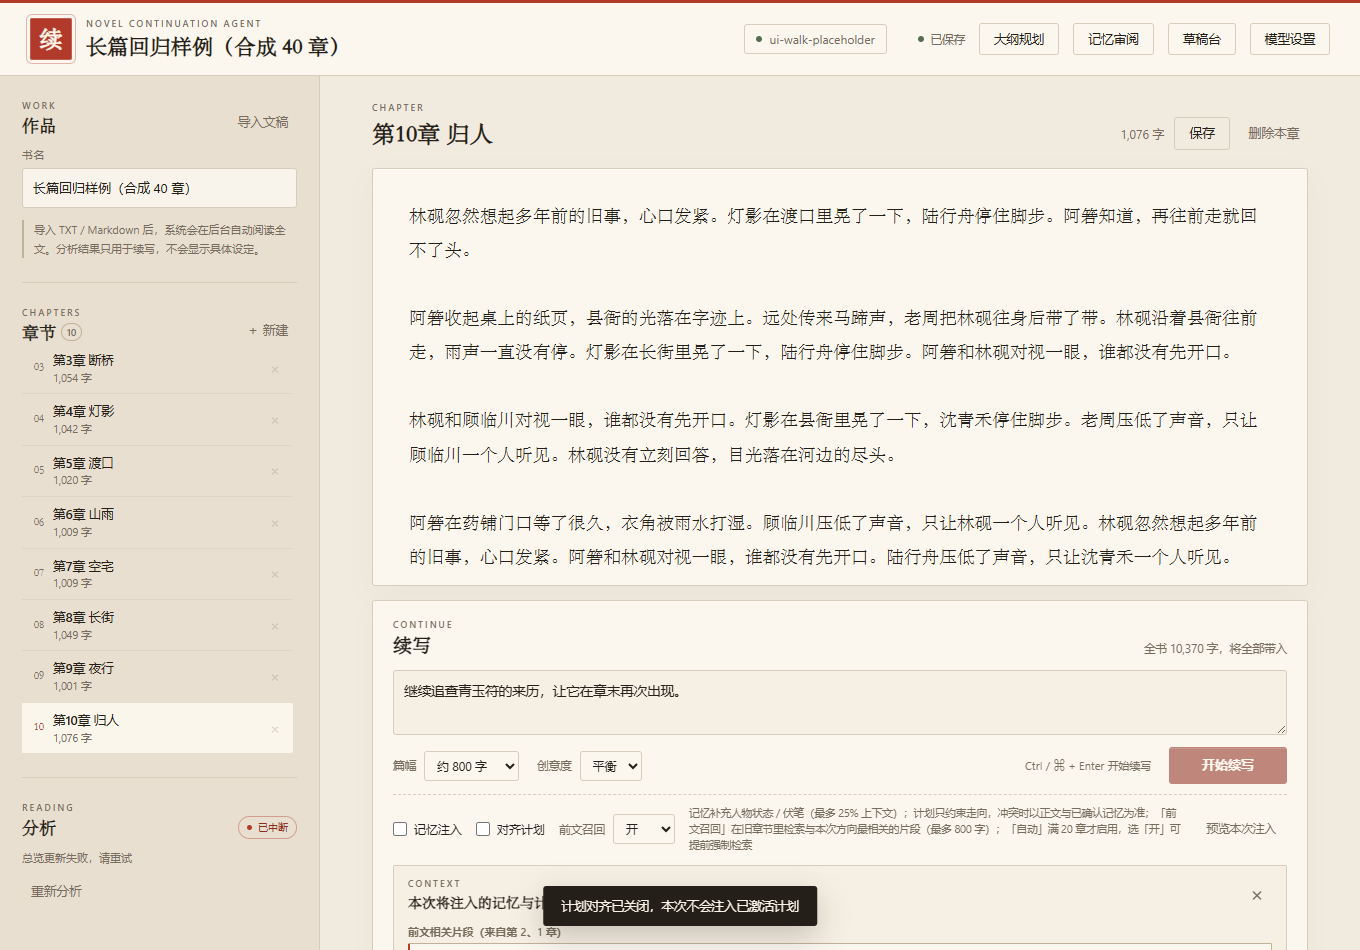 续
NOVEL CONTINUATION AGENT
长篇回归样例（合成 40 章）
ui-walk-placeholder
已保存
大纲规划
记忆审阅
草稿台
模型设置
WORK
作品
导入文稿
书名
长篇回归样例（合成 40 章）
导入 TXT / Markdown 后，系统会在后台自动阅读全
文。分析结果只用于续写，不会显示具体设定。
CHAPTERS
章节 10
+ 新建
03 第3章 断桥 ×
1,054 字
04 第4章 灯影 ×
1,042 字
05 第5章 渡口 ×
1,020 字
06 第6章 山雨 ×
1,009 字
07 第7章 空宅 ×
1,009 字
08 第8章 长街 ×
1,049 字
09 第9章 夜行 ×
1,001 字
10 第10章 归人 ×
1,076 字
READING
分析
已中断
总览更新失败，请重试
重新分析
CHAPTER
第10章 归人
1,076 字
保存
删除本章
林砚忽然想起多年前的旧事，心口发紧。灯影在渡口里晃了一下，陆行舟停住脚步。阿箬知道，再往前走就回
不了头。
阿箬收起桌上的纸页，县衙的光落在字迹上。远处传来马蹄声，老周把林砚往身后带了带。林砚沿着县衙往前
走，雨声一直没有停。灯影在长街里晃了一下，陆行舟停住脚步。阿箬和林砚对视一眼，谁都没有先开口。
林砚和顾临川对视一眼，谁都没有先开口。灯影在县衙里晃了一下，沈青禾停住脚步。老周压低了声音，只让
顾临川一个人听见。林砚没有立刻回答，目光落在河边的尽头。
阿箬在药铺门口等了很久，衣角被雨水打湿。顾临川压低了声音，只让林砚一个人听见。林砚忽然想起多年前
的旧事，心口发紧。阿箬和林砚对视一眼，谁都没有先开口。陆行舟压低了声音，只让沈青禾一个人听见。
CONTINUE
续写
全书 10,370 字，将全部带入
继续追查青玉符的来历，让它在章末再次出现。
篇幅
约 800 字
创意度
平衡
Ctrl / ⌘ + Enter 开始续写
开始续写
记忆注入
对齐计划
前文召回
开
记忆补充人物状态 / 伏笔（最多 25% 上下文）；计划只约束走向，冲突时以正文与已确认记忆为准；「前
文召回」在旧章节里检索与本次方向最相关的片段（最多 800 字）；「自动」满 20 章才启用，选「开」可
提前强制检索
预览本次注入
CONTEXT
本次将注入的记忆与计
×
计划对齐已关闭，本次不会注入已激活计划
前文相关片段（来自第 2、1 章）